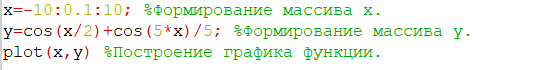 x=-10:0.1:10; %Формирование массива x.
y=cos(x/2)+cos(5*x)/5; %Формирование массива y.
plot(x,y) %Построение графика функции.